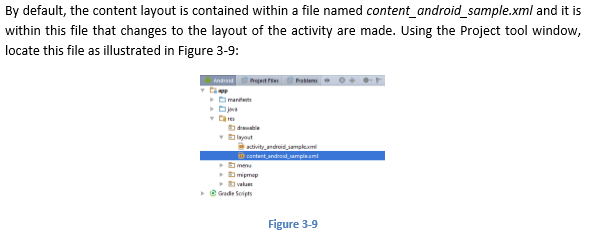 By default, the content layout is contained within a file named content_android_sample.xml and it is
within this file that changes to the layout of the activity are made. Using the Project tool window,
locate this file as illustrated in Figure 3-9:
Android Project Files Problems
app
manifests
java
res
drawable
layout
activity_android_sample.xml
content_android_sample.xml
menu
mipmap
values
Gradle Scripts
Figure 3-9